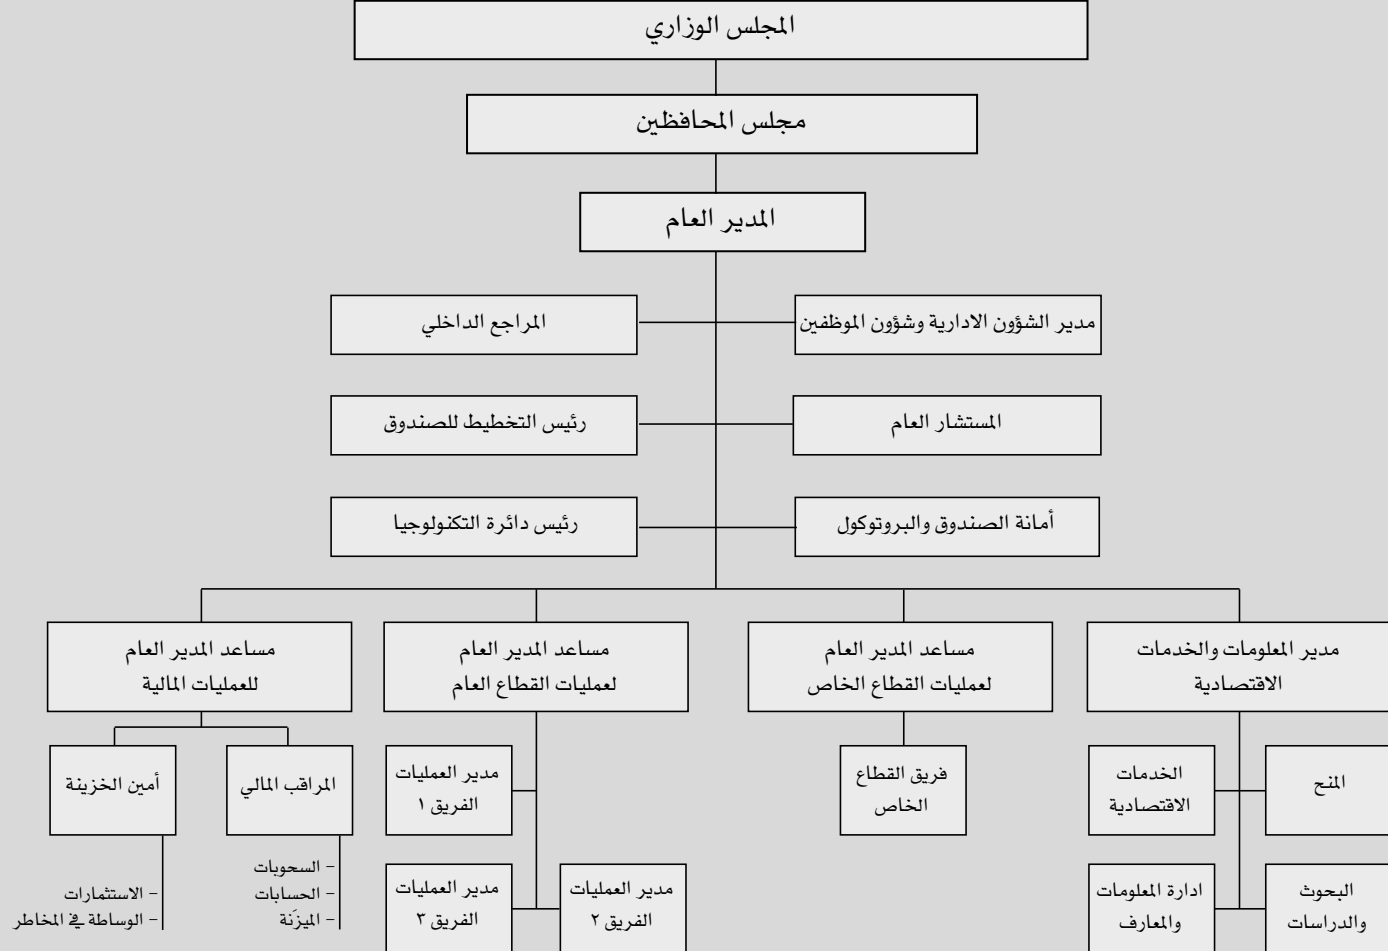 المجلس الوزاري
مجلس المحافظين
المدير العام
مدير الشؤون الادارية وشؤون الموظفين
المراجع الداخلي
المستشار العام
رئيس التخطيط للصندوق
أمانة الصندوق والبروتوكول
رئيس دائرة التكنولوجيا
مدير المعلومات والخدمات
الاقتصادية
مساعد المدير العام
لعمليات القطاع الخاص
مساعد المدير العام
لعمليات القطاع العام
مساعد المدير العام
للعمليات المالية
المنح
الخدمات
الاقتصادية
فريق القطاع
الخاص
مدير العمليات
الفريق ١
المراقب المالي
أمين الخزينة
البحوث
والدراسات
ادارة المعلومات
والمعارف
مدير العمليات
الفريق ٢
مدير العمليات
الفريق ٣
– السحوبات
– الحسابات
– الميزَنة
– الاستثمارات
– الوساطة في المخاطر